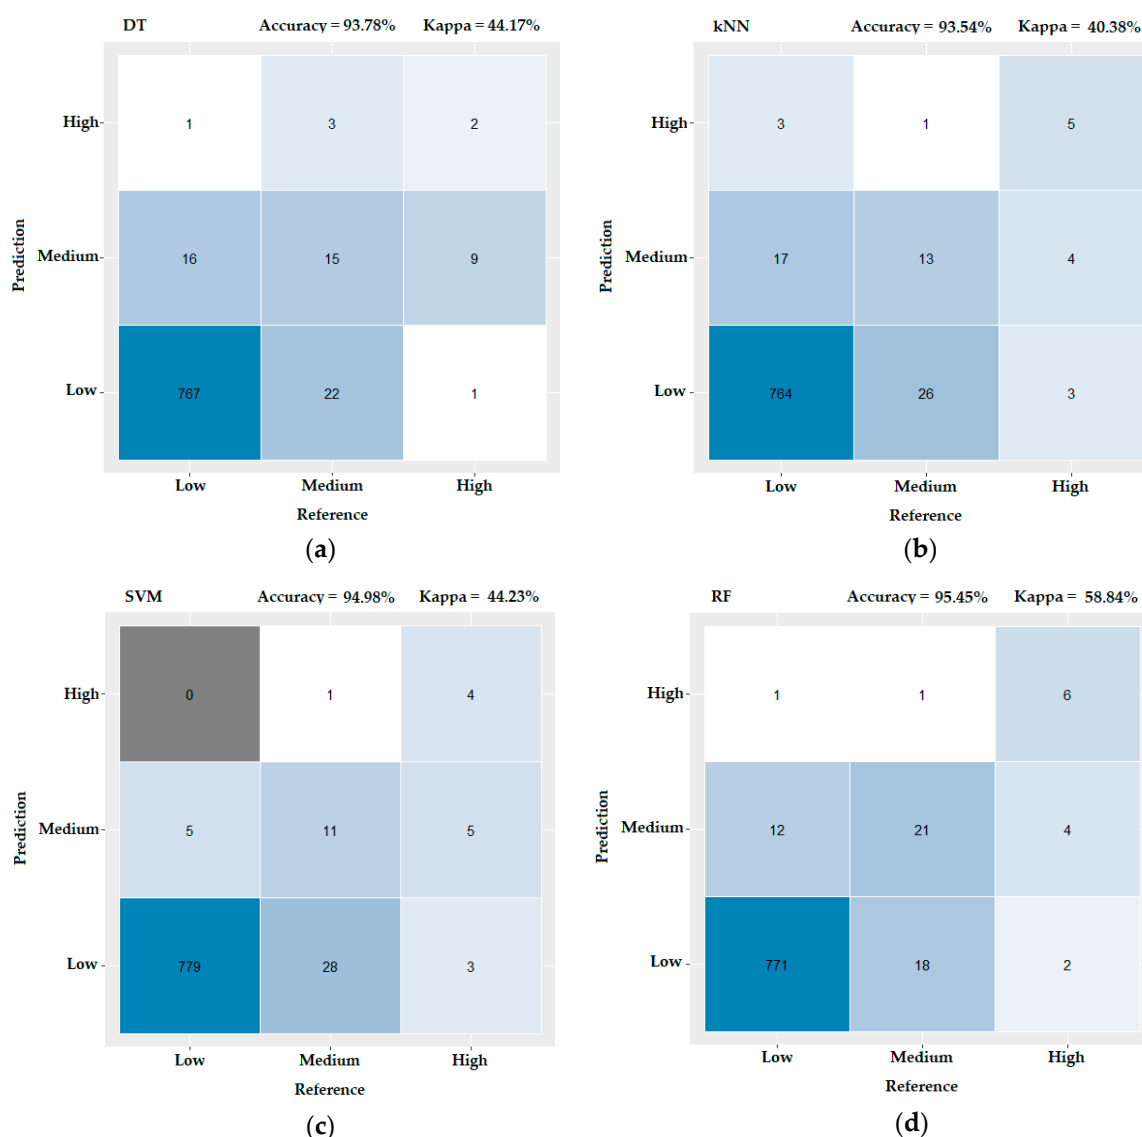 DT Accuracy = 93.78% Kappa = 44.17%
High 1 3 2
Medium 16 15 9
Low 767 22 1
Prediction
Low Medium High
Reference
(a)
kNN Accuracy = 93.54% Kappa = 40.38%
High 3 1 5
Medium 17 13 4
Low 764 26 3
Prediction
Low Medium High
Reference
(b)
SVM Accuracy = 94.98% Kappa = 44.23%
High 0 1 4
Medium 5 11 5
Low 779 28 3
Prediction
Low Medium High
Reference
(c)
RF Accuracy = 95.45% Kappa = 58.84%
High 1 1 6
Medium 12 21 4
Low 771 18 2
Prediction
Low Medium High
Reference
(d)